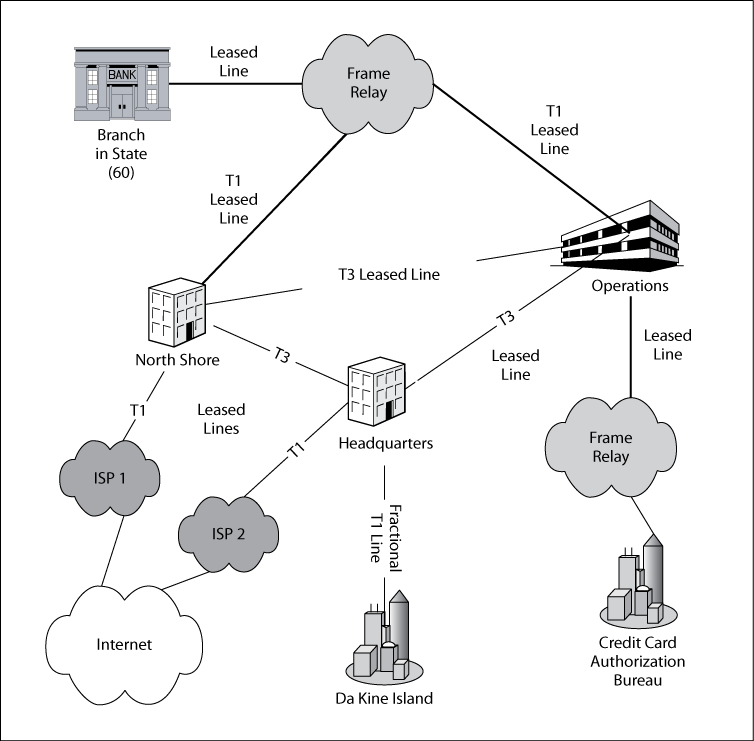 Leased
Line
BANK
Frame
Relay
Branch
in State
(60)
T1
Leased
Line
T1
Leased
Line
T3 Leased Line
Operations
North Shore
T3
T3
Leased
Line
Leased
Line
T1
Leased
Lines
Headquarters
T1
Frame
Relay
ISP 1
ISP 2
Fractional
T1 Line
Internet
Credit Card
Authorization
Bureau
Da Kine Island